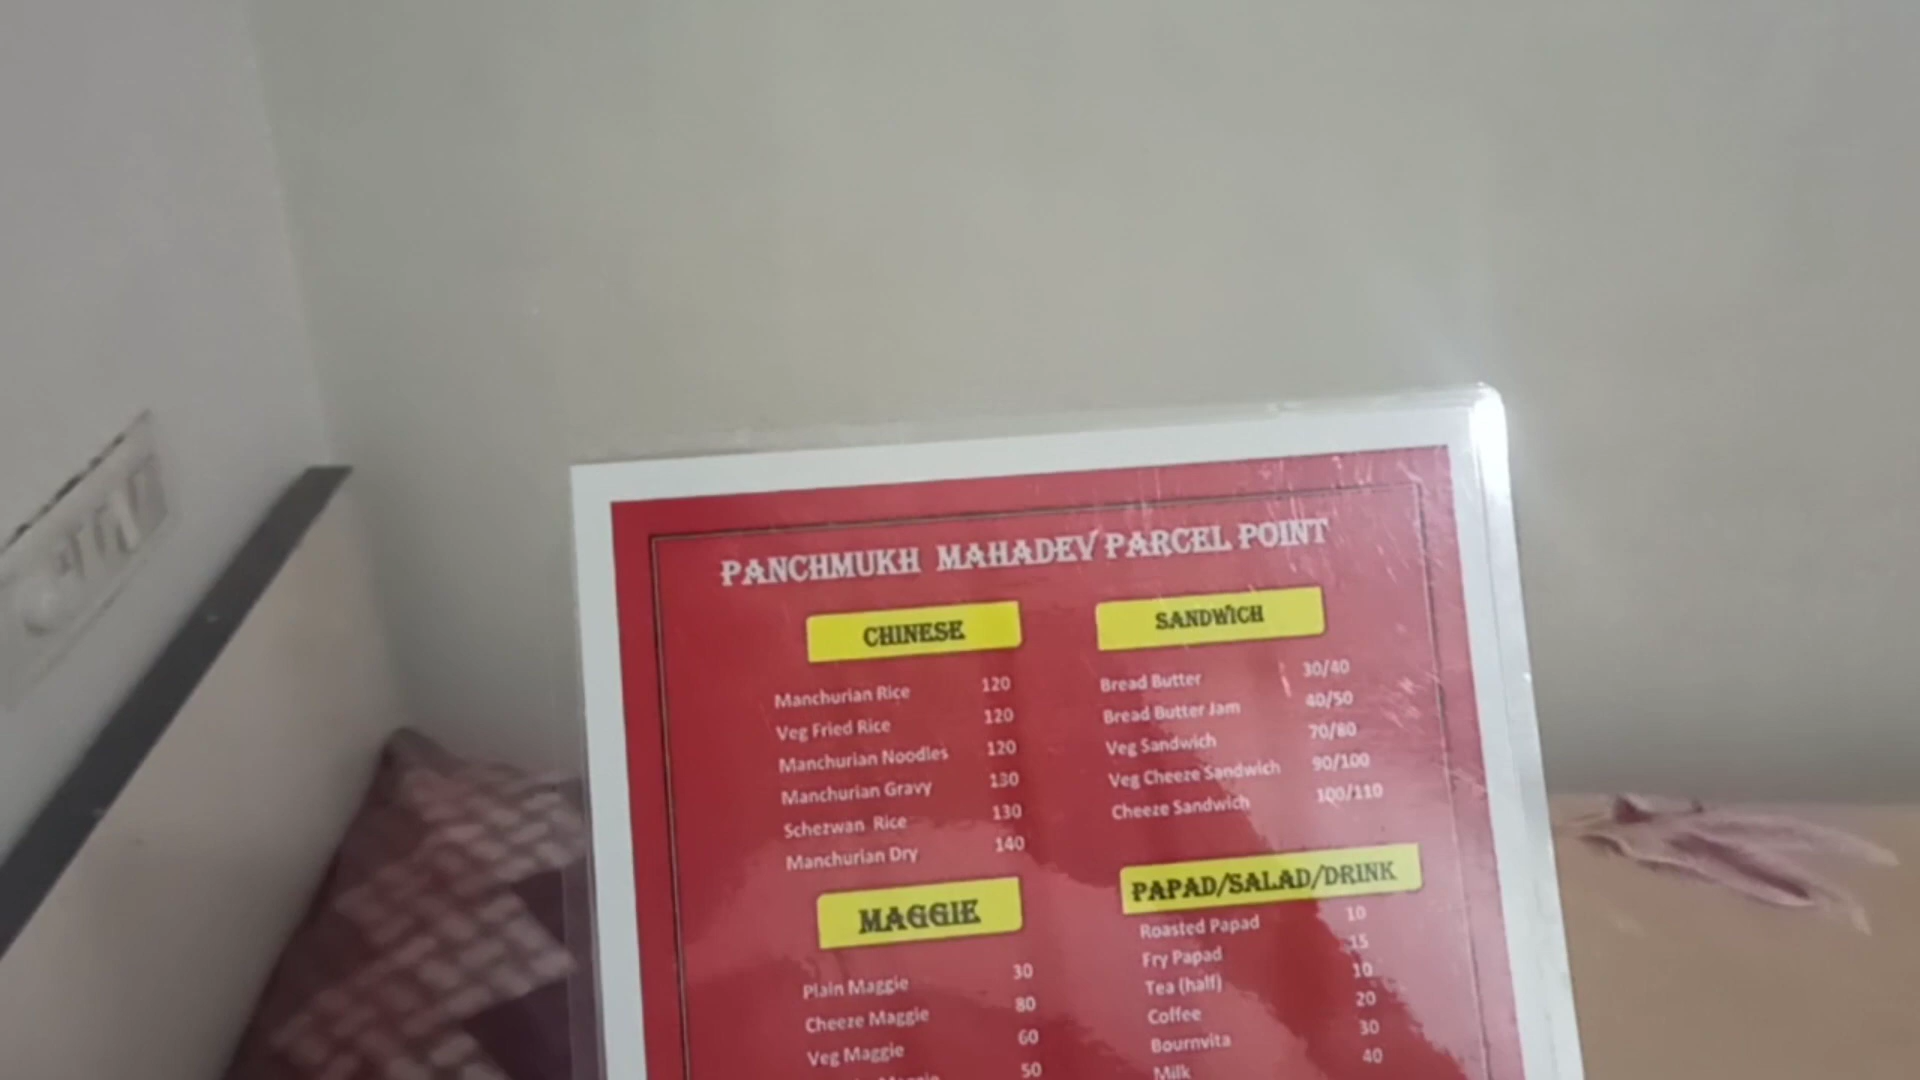 PANCHMUKH MAHADEV PARCEL POINT
CHINESE
Manchurian Rice 120
Veg Fried Rice 120
Manchurian Noodles 120
Manchurian Gravy 130
Schezwan Rice 130
Manchurian Dry 140
MAGGIE
Plain Maggie 30
Cheeze Maggie 80
Veg Maggie 60
Maggie 50
SANDWICH
Bread Butter 30/40
Bread Butter Jam 40/50
Veg Sandwich 70/80
Veg Cheeze Sandwich 90/100
Cheeze Sandwich 100/110
PAPAD/SALAD/DRINK
Roasted Papad 10
Fry Papad 15
Tea (half) 10
Coffee 20
Bournvita 30
Milk 40